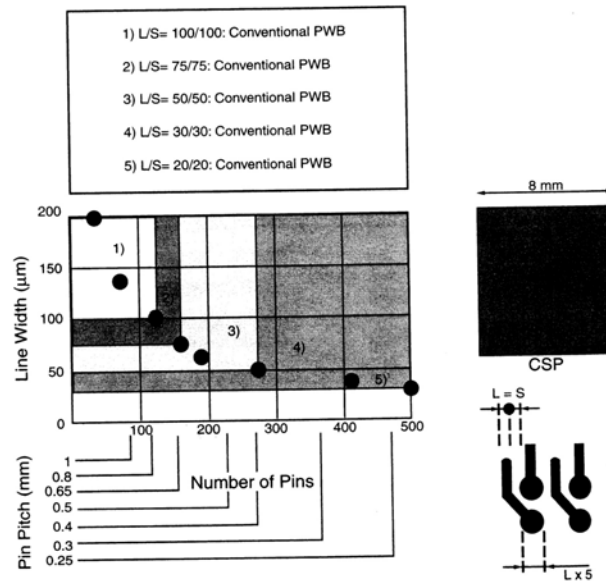 1) L/S= 100/100: Conventional PWB
2) L/S= 75/75: Conventional PWB
3) L/S= 50/50: Conventional PWB
4) L/S= 30/30: Conventional PWB
5) L/S= 20/20: Conventional PWB
8 mm
Line Width (μm)
200
150
100
50
0
1)
3)
4)
5)
100
200
300
400
500
Number of Pins
Pin Pitch (mm)
1
0.8
0.65
0.5
0.4
0.3
0.25
CSP
L = S
L x 5